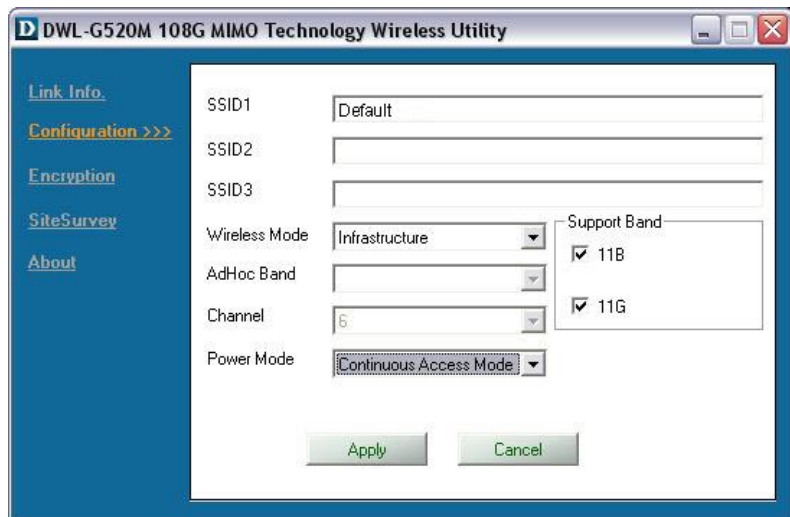 D DWL-G520M 108G MIMO Technology Wireless Utility
Link Info.
Configuration >>>
Encryption
SiteSurvey
About
SSID1 Default
SSID2
SSID3
Wireless Mode Infrastructure
AdHoc Band
Channel 6
Power Mode Continuous Access Mode
Support Band
11B
11G
Apply Cancel